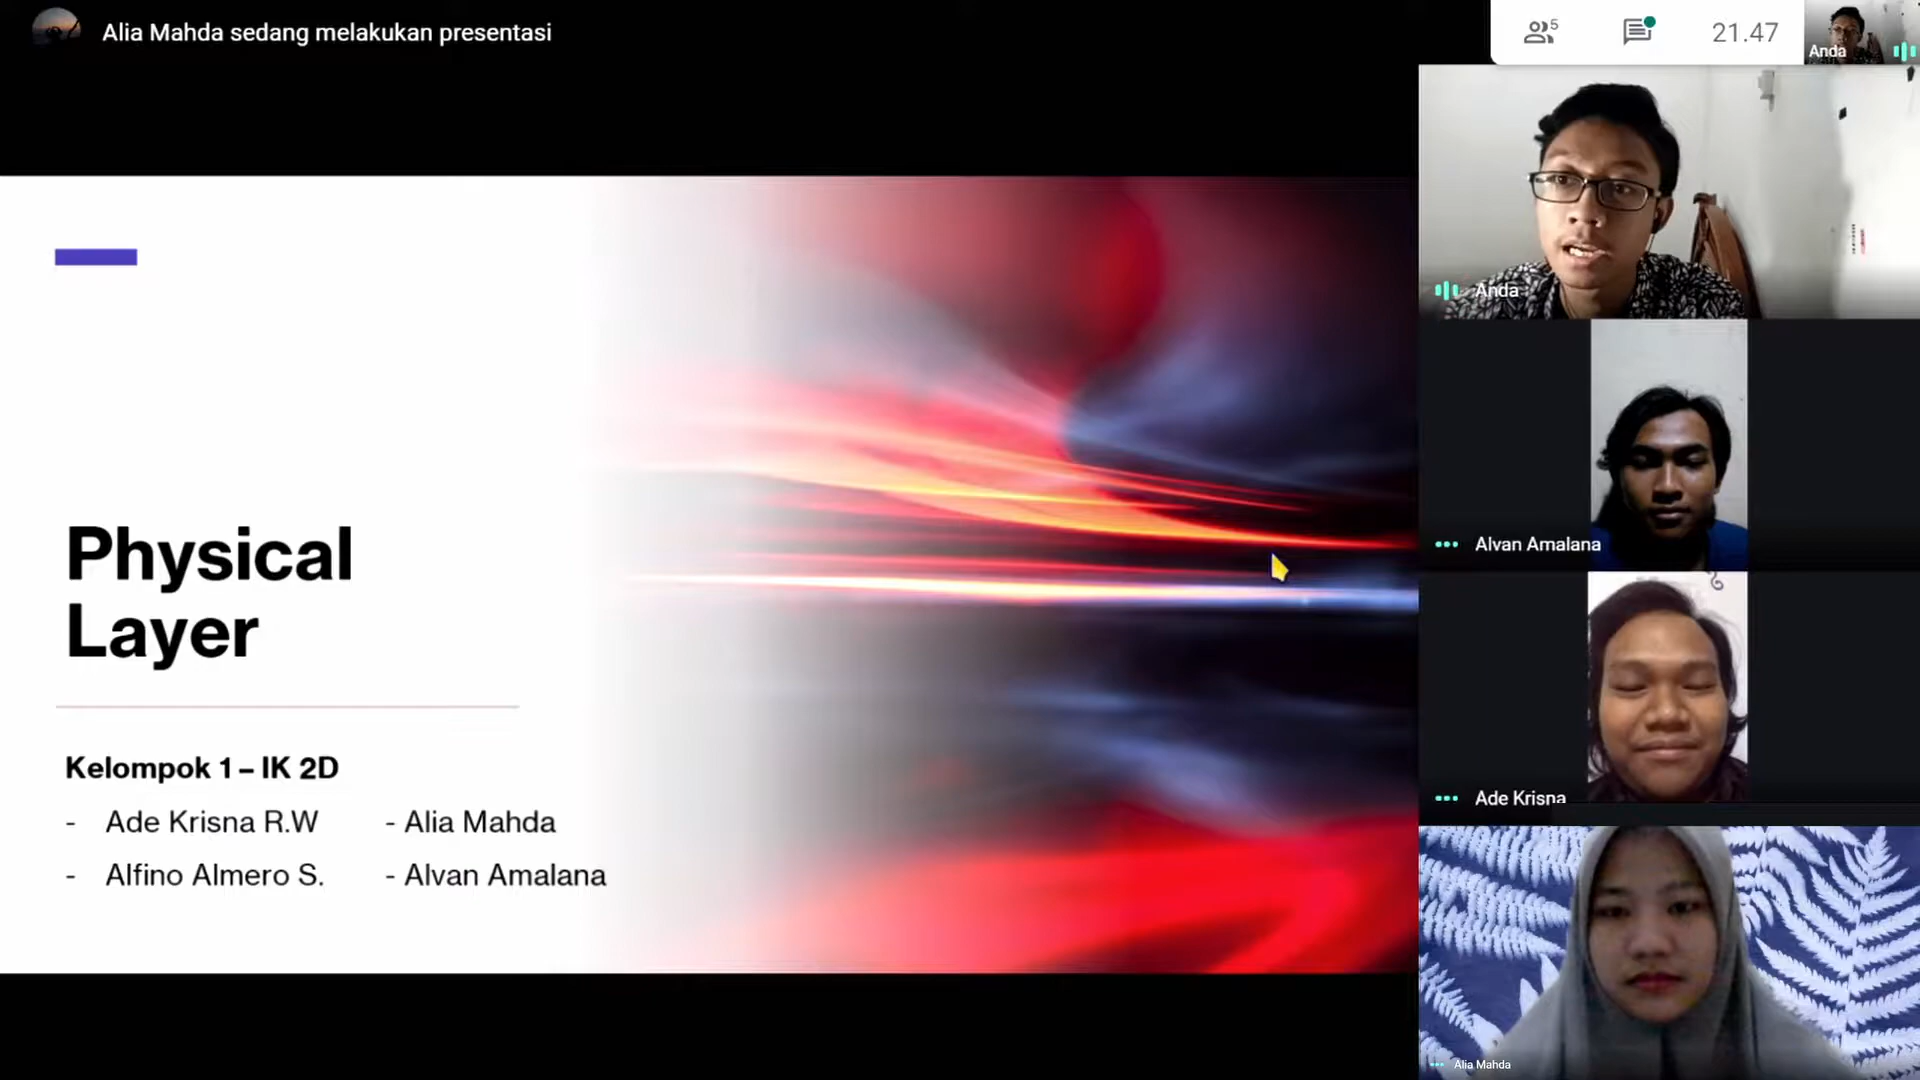 Alia Mahda sedang melakukan presentasi
5
21.47
Anda
Anda
Alvan Amalana
Ade Krisna
Alia Mahda
Physical
Layer
Kelompok 1 – IK 2D
- Ade Krisna R.W - Alia Mahda
- Alfino Almero S. - Alvan Amalana